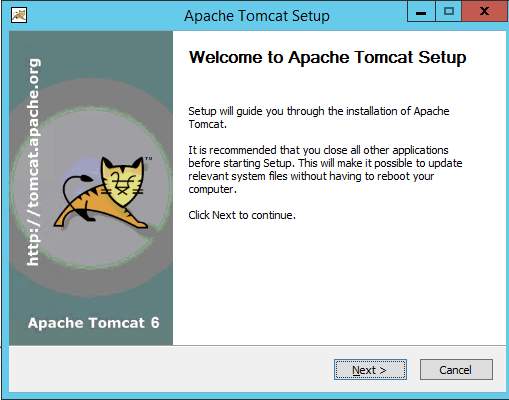 Apache Tomcat Setup
http://tomcat.apache.org
TM
Apache Tomcat 6
Welcome to Apache Tomcat Setup
Setup will guide you through the installation of Apache
Tomcat.
It is recommended that you close all other applications
before starting Setup. This will make it possible to update
relevant system files without having to reboot your
computer.
Click Next to continue.
Next >
Cancel